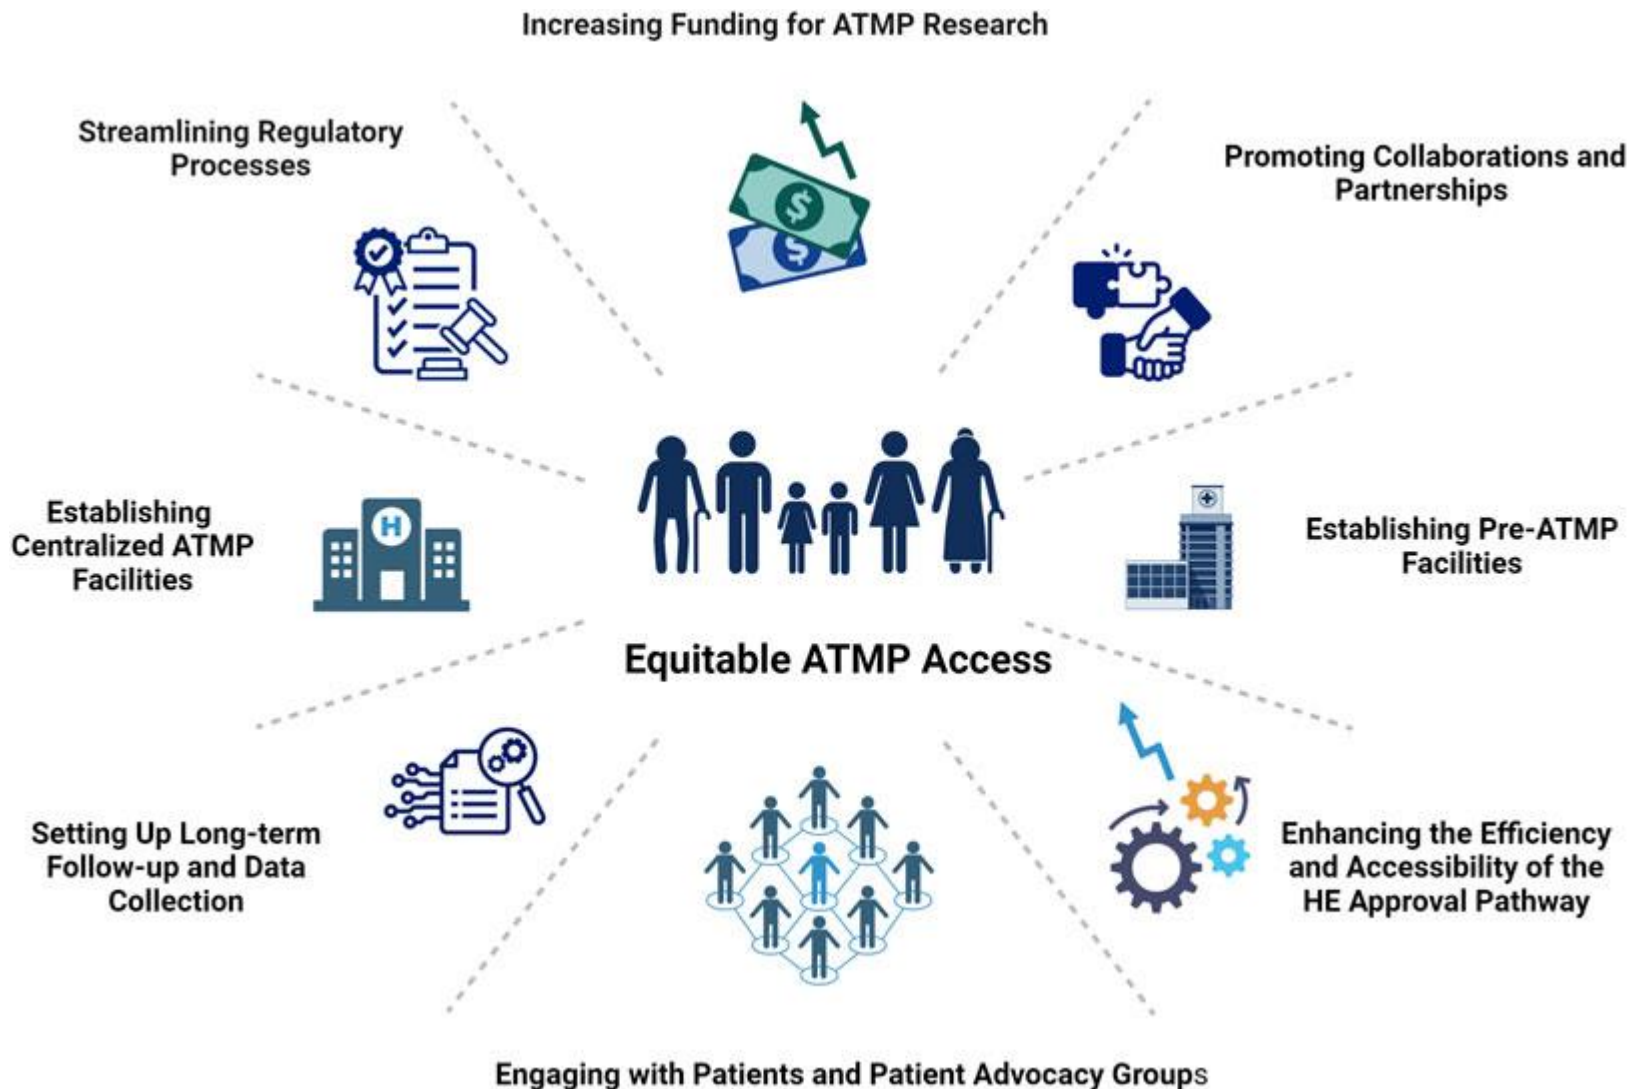 Increasing Funding for ATMP Research
Streamlining Regulatory
Processes
Promoting Collaborations and
Partnerships
$
$
H
Establishing
Centralized ATMP
Facilities
Establishing Pre-ATMP
Facilities
Equitable ATMP Access
Setting Up Long-term
Follow-up and Data
Collection
Enhancing the Efficiency
and Accessibility of the
HE Approval Pathway
Engaging with Patients and Patient Advocacy Groups